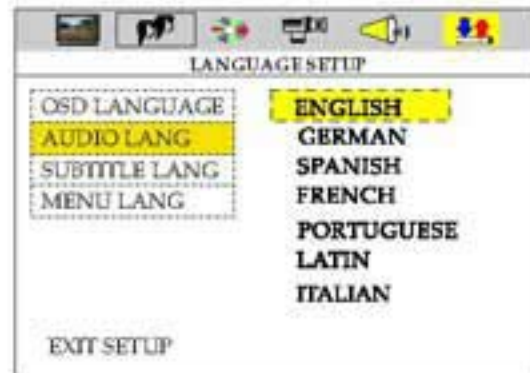 LANGUAGE SETUP
OSD LANGUAGE
AUDIO LANG
SUBTITLE LANG
MENU LANG
ENGLISH
GERMAN
SPANISH
FRENCH
PORTUGUESE
LATIN
ITALIAN
EXIT SETUP